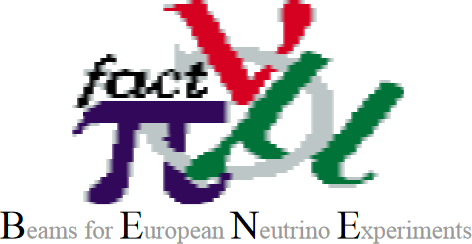 fact
π ν μ
Beams for European Neutrino Experiments